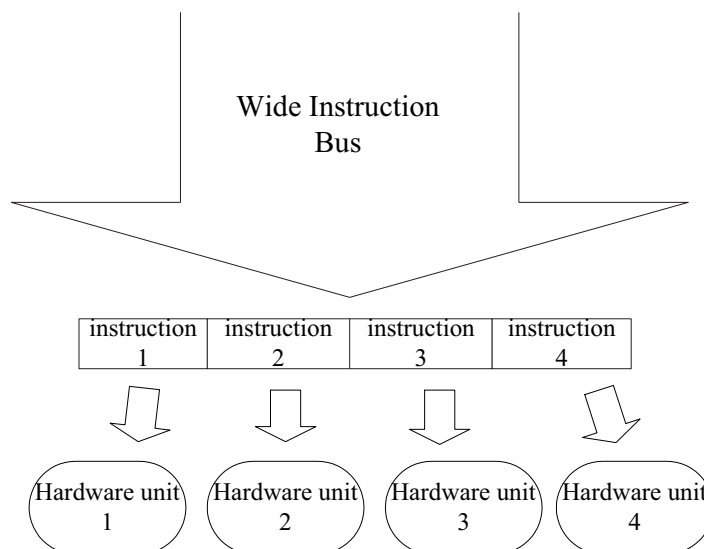 Wide Instruction
Bus
instruction instruction instruction instruction
1 2 3 4
Hardware unit Hardware unit Hardware unit Hardware unit
1 2 3 4